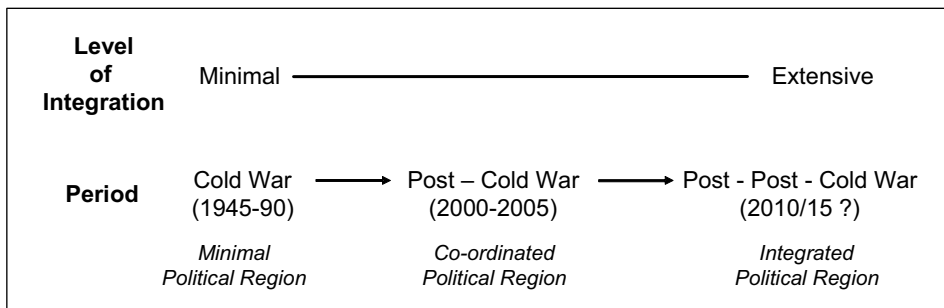 Level
of
Integration
Minimal
Extensive
Period
Cold War
(1945-90)
Post – Cold War
(2000-2005)
Post - Post - Cold War
(2010/15 ?)
Minimal
Political Region
Co-ordinated
Political Region
Integrated
Political Region